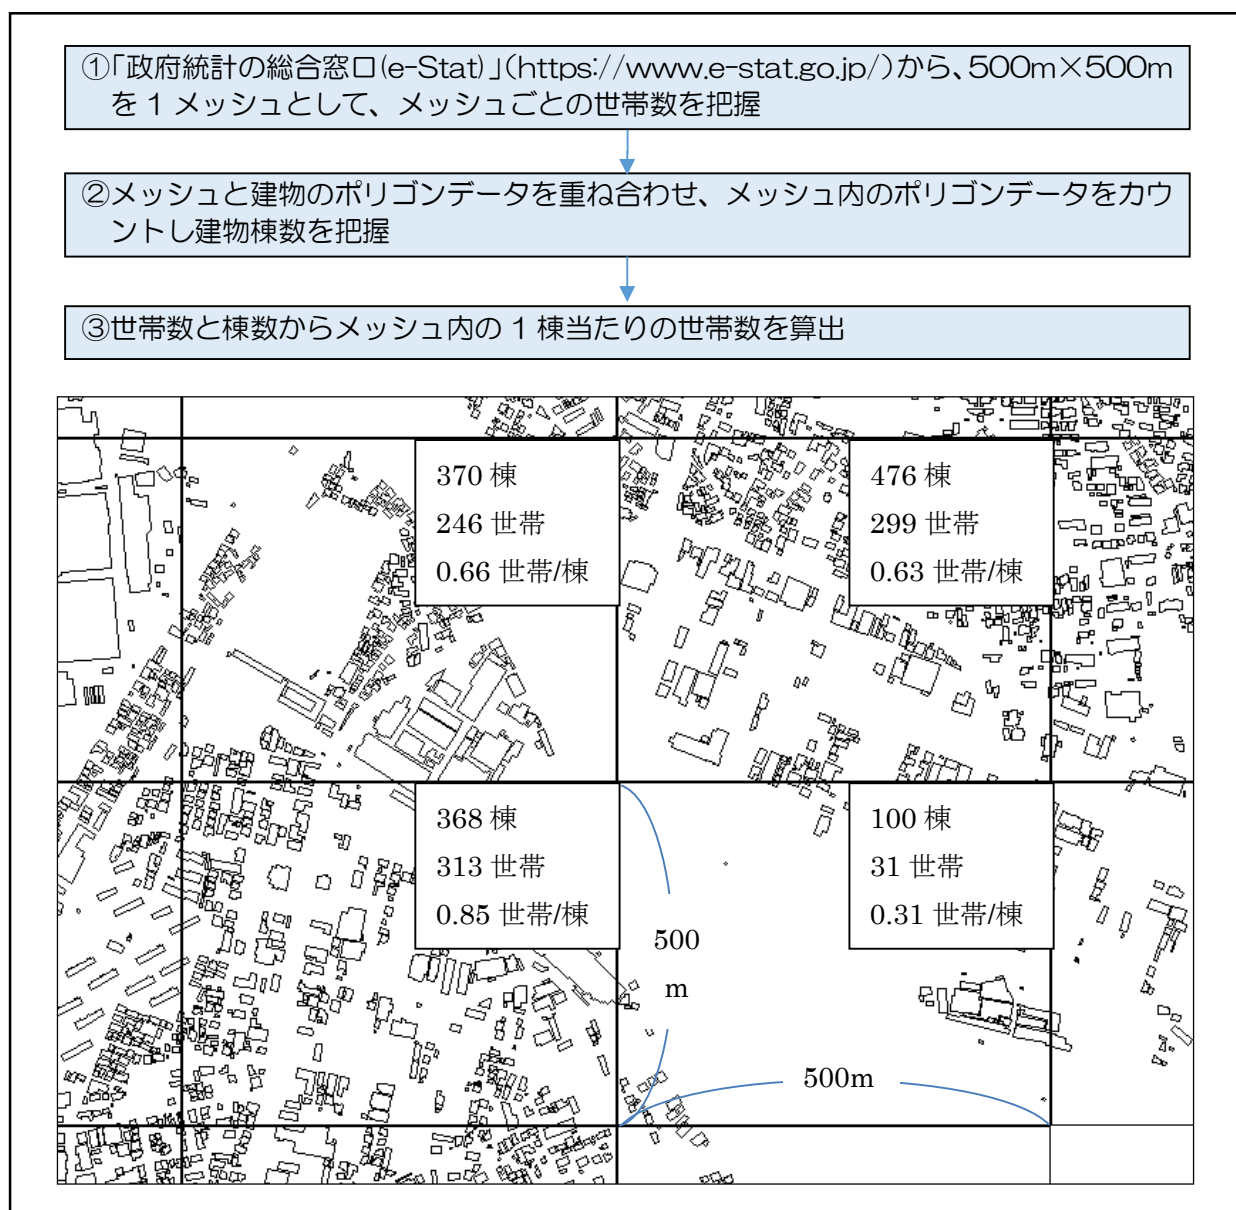 ①「政府統計の総合窓口(e-Stat)」(https://www.e-stat.go.jp/)から、500m×500m
を 1 メッシュとして、メッシュごとの世帯数を把握
②メッシュと建物のポリゴンデータを重ね合わせ、メッシュ内のポリゴンデータをカウ
ントし建物棟数を把握
③世帯数と棟数からメッシュ内の 1 棟当たりの世帯数を算出
370 棟
246 世帯
0.66 世帯/棟
476 棟
299 世帯
0.63 世帯/棟
368 棟
313 世帯
0.85 世帯/棟
100 棟
31 世帯
0.31 世帯/棟
500
m
500m